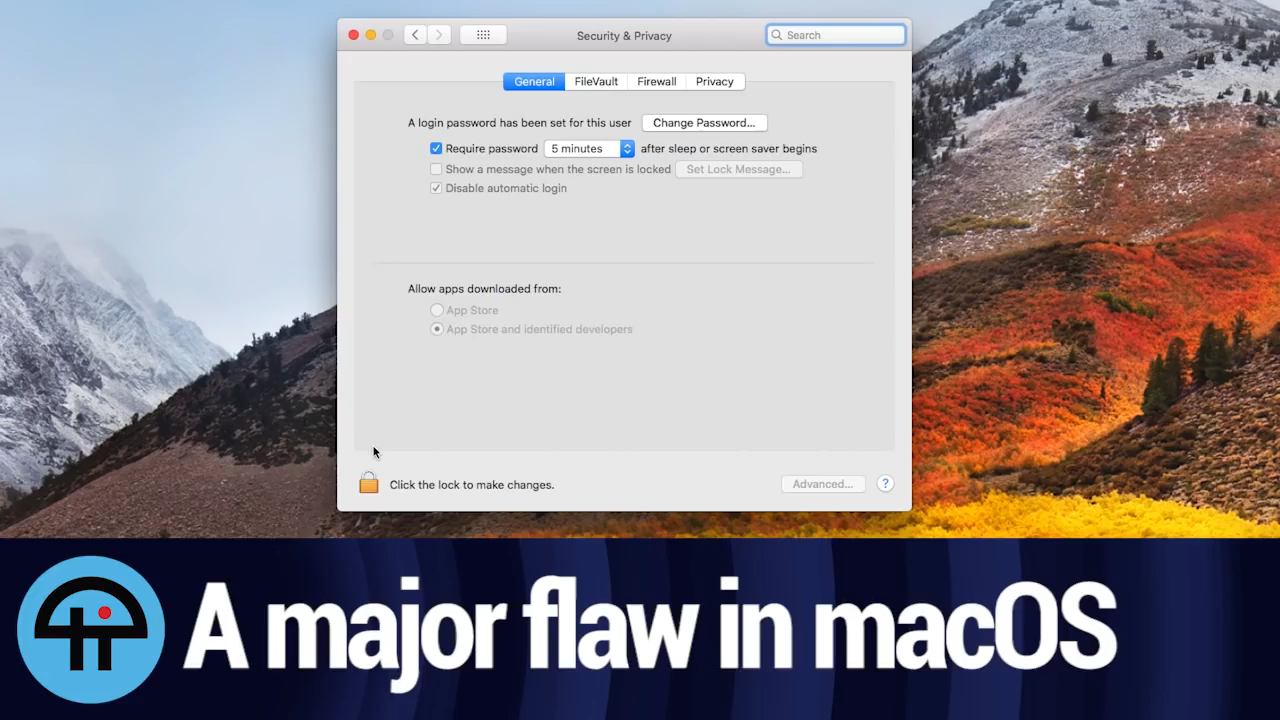 Security & Privacy
Search
General FileVault Firewall Privacy
A login password has been set for this user Change Password...
Require password 5 minutes after sleep or screen saver begins
Show a message when the screen is locked Set Lock Message...
Disable automatic login
Allow apps downloaded from:
App Store
App Store and identified developers
Click the lock to make changes. Advanced... ?
A major flaw in macOS